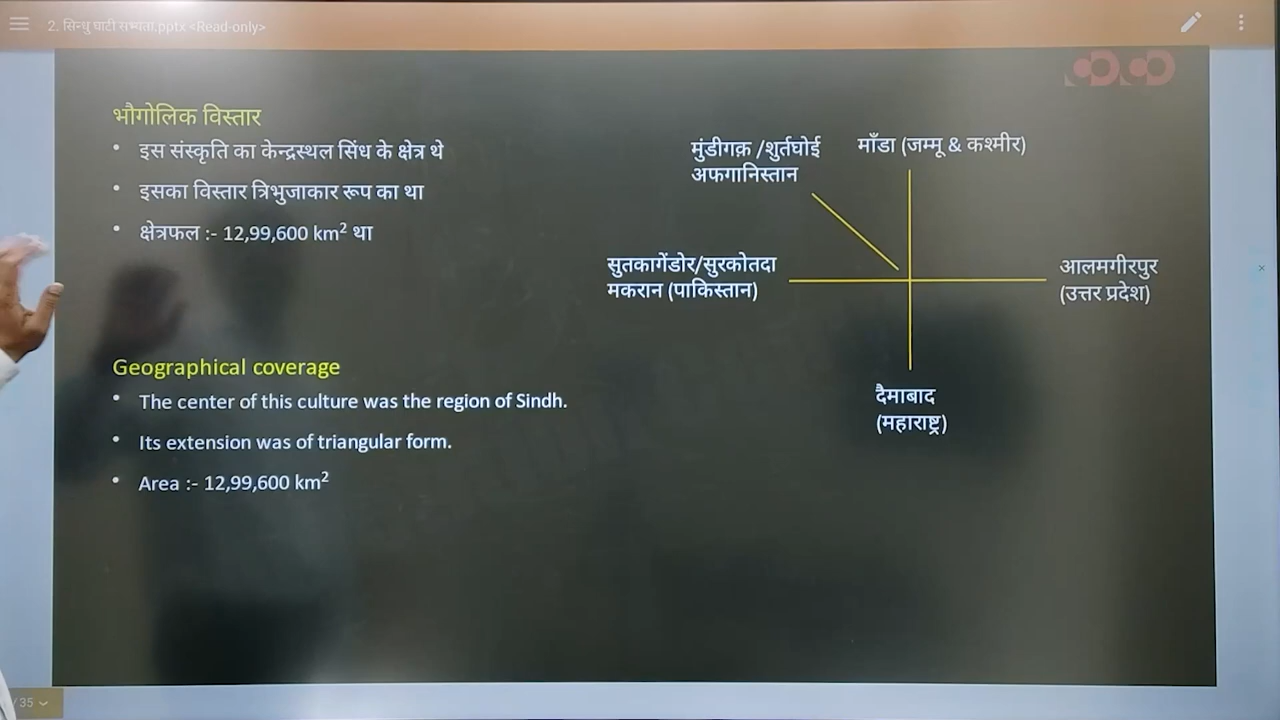 2. सिन्धु घाटी सभ्यता.pptx <Read-only>
भौगोलिक विस्तार
इस संस्कृति का केन्द्रस्थल सिंध के क्षेत्र थे
इसका विस्तार त्रिभुजाकार रूप का था
क्षेत्रफल :- 12,99,600 km² था
मुंडीगक़ /शुर्तघोई
अफगानिस्तान
माँडा (जम्मू & कश्मीर)
सुतकागेंडोर/सुरकोतदा
मकरान (पाकिस्तान)
आलमगीरपुर
(उत्तर प्रदेश)
दैमाबाद
(महाराष्ट्र)
Geographical coverage
The center of this culture was the region of Sindh.
Its extension was of triangular form.
Area :- 12,99,600 km²
/35